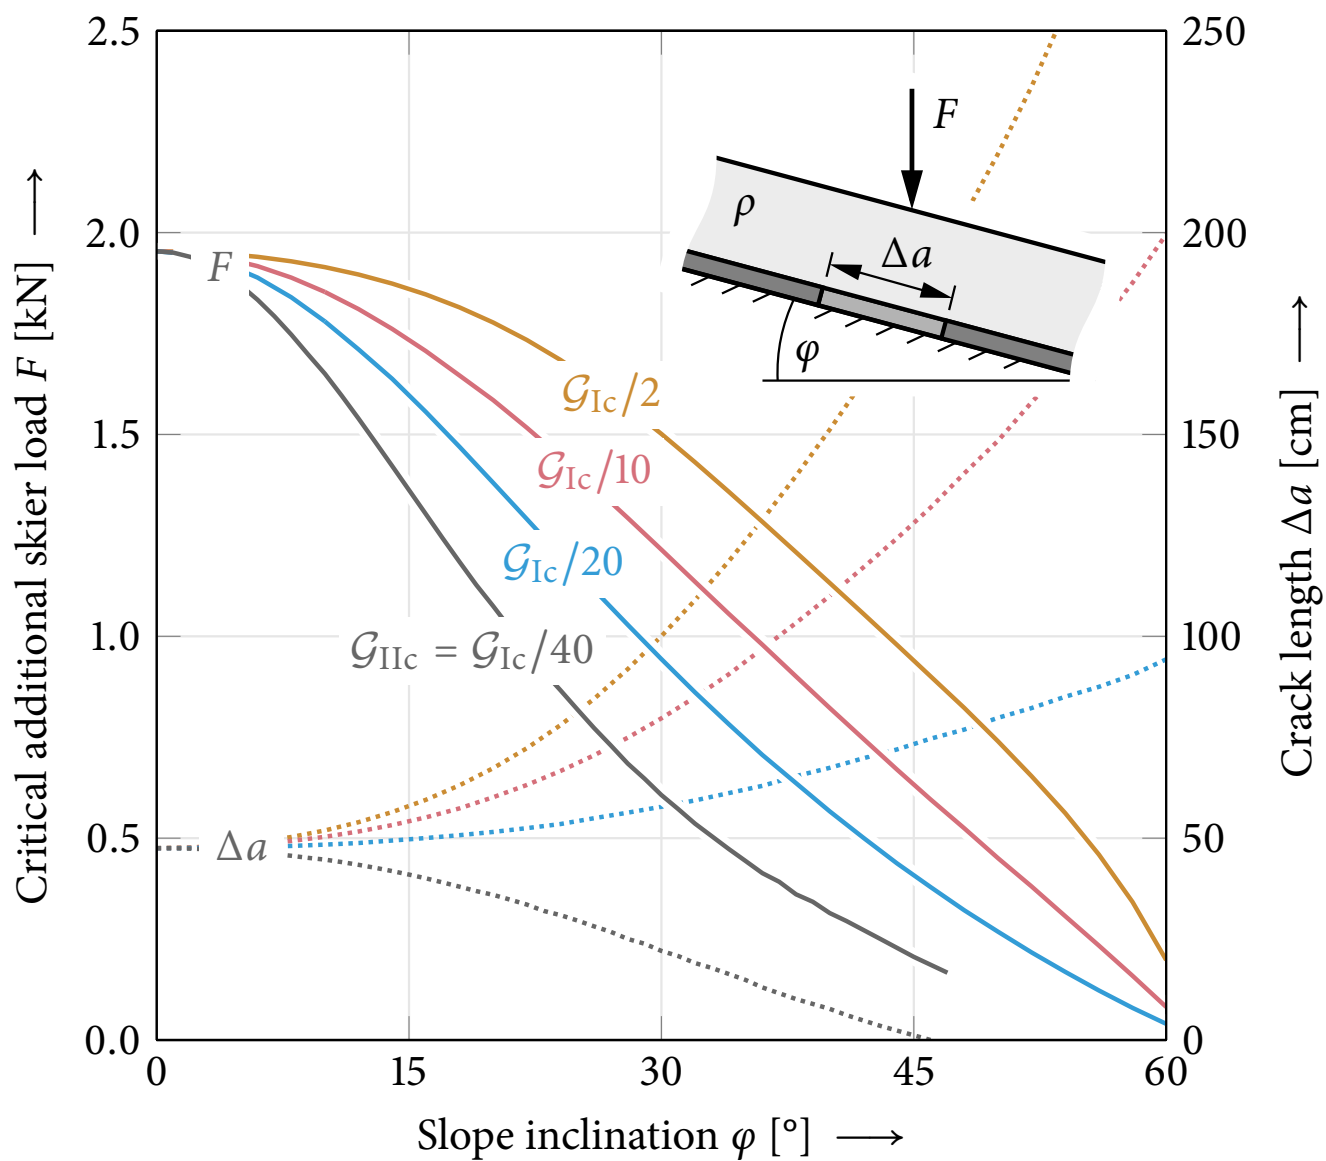 2.5
2.0
1.5
1.0
0.5
0.0
250
200
150
100
50
0
0
15
30
45
60
Critical additional skier load F [kN] ⟶
Crack length Δa [cm] ⟶
Slope inclination φ [°] ⟶
F
ρ
Δa
φ
F
𝒢Ic/2
𝒢Ic/10
𝒢Ic/20
𝒢IIc = 𝒢Ic/40
Δa